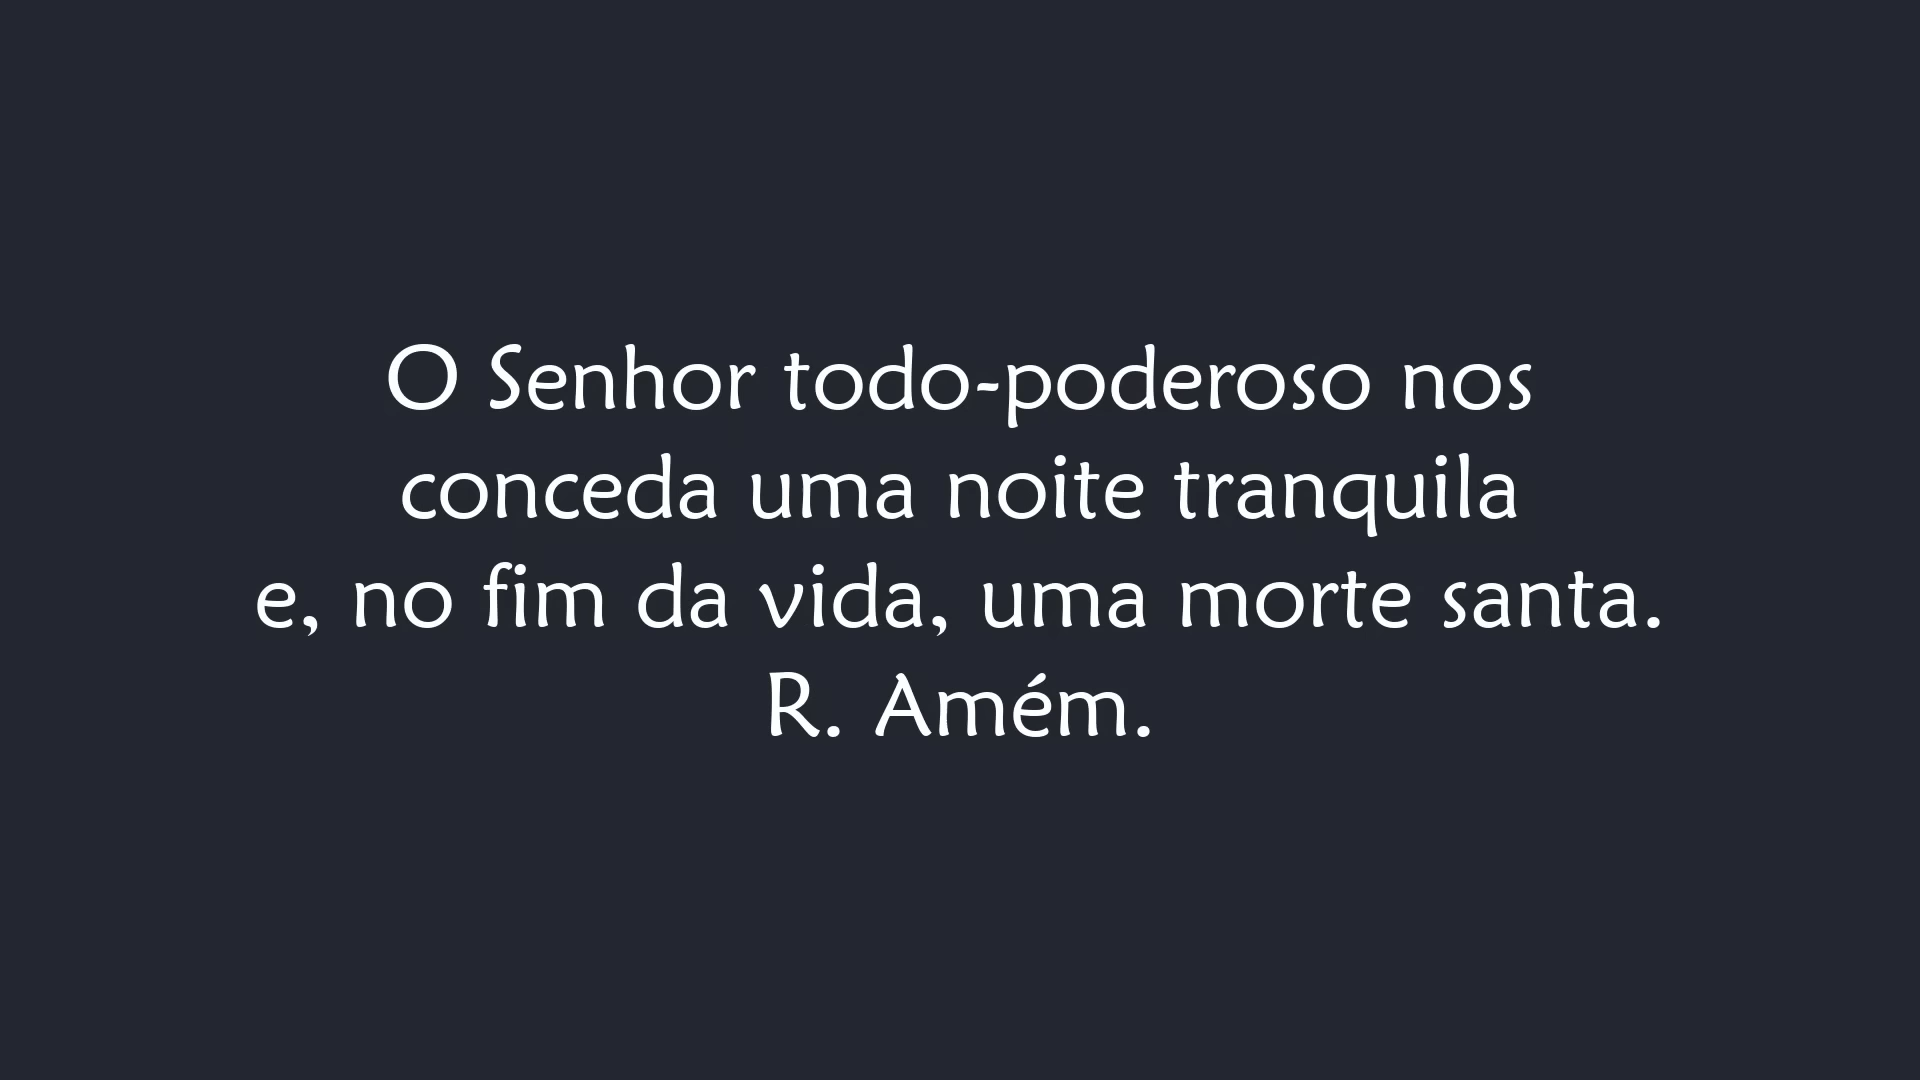 O Senhor todo-poderoso nos
conceda uma noite tranquila
e, no fim da vida, uma morte santa.
R. Amém.